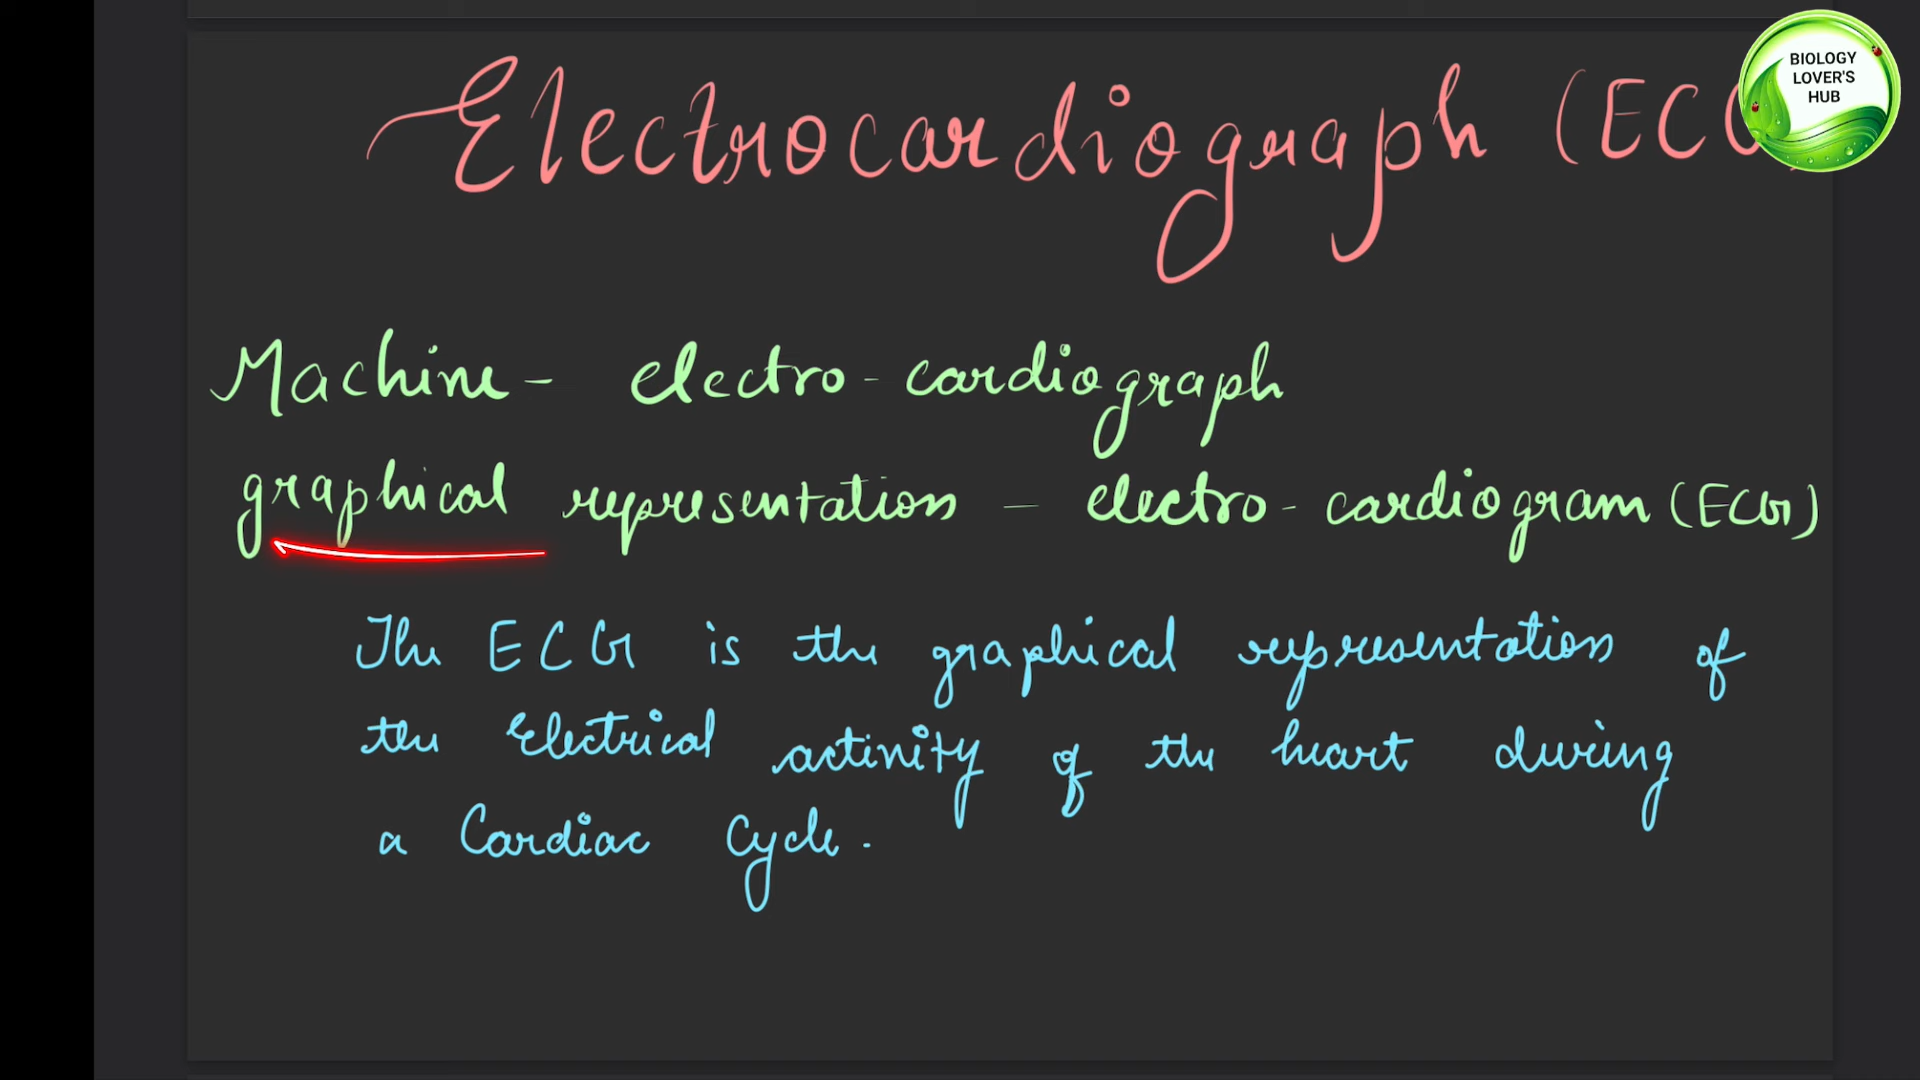 Electrocardiograph (ECG
BIOLOGY
LOVER'S
HUB
Machine - electro-cardiograph
graphical representation - electro-cardiogram (ECG)
The ECG is the graphical representation of
the Electrical activity of the heart during
a Cardiac Cycle.